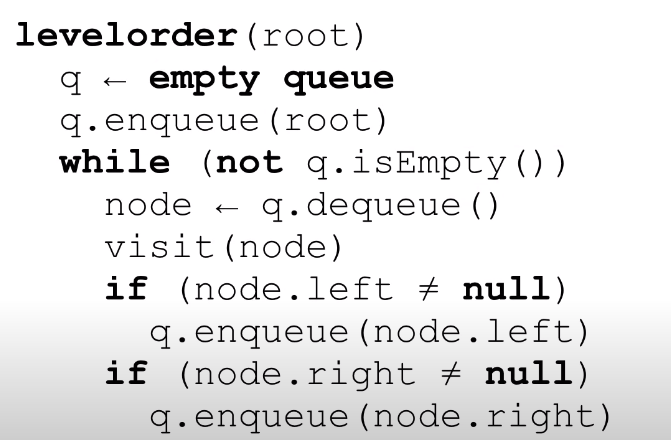 levelorder(root)
q ← empty queue
q.enqueue(root)
while (not q.isEmpty())
node ← q.dequeue()
visit(node)
if (node.left ≠ null)
q.enqueue(node.left)
if (node.right ≠ null)
q.enqueue(node.right)